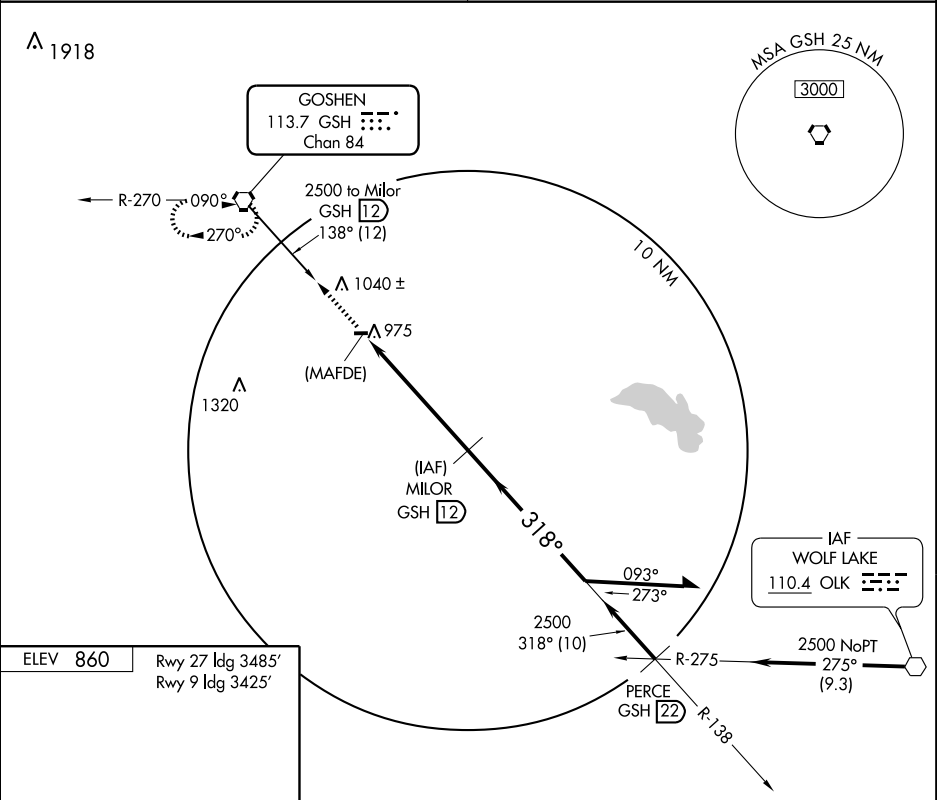 1918
MSA GSH 25 NM
3000
GOSHEN
113.7 GSH
Chan 84
R-270
090°
270°
2500 to Milor
GSH 12
138° (12)
10 NM
1040 ±
975
(MAFDE)
1320
(IAF)
MILOR
GSH 12
318°
IAF
WOLF LAKE
110.4 OLK
093°
273°
2500
318° (10)
2500 NoPT
R-275
275°
(9.3)
PERCE
GSH 22
R-138
ELEV 860
Rwy 27 ldg 3485'
Rwy 9 ldg 3425'